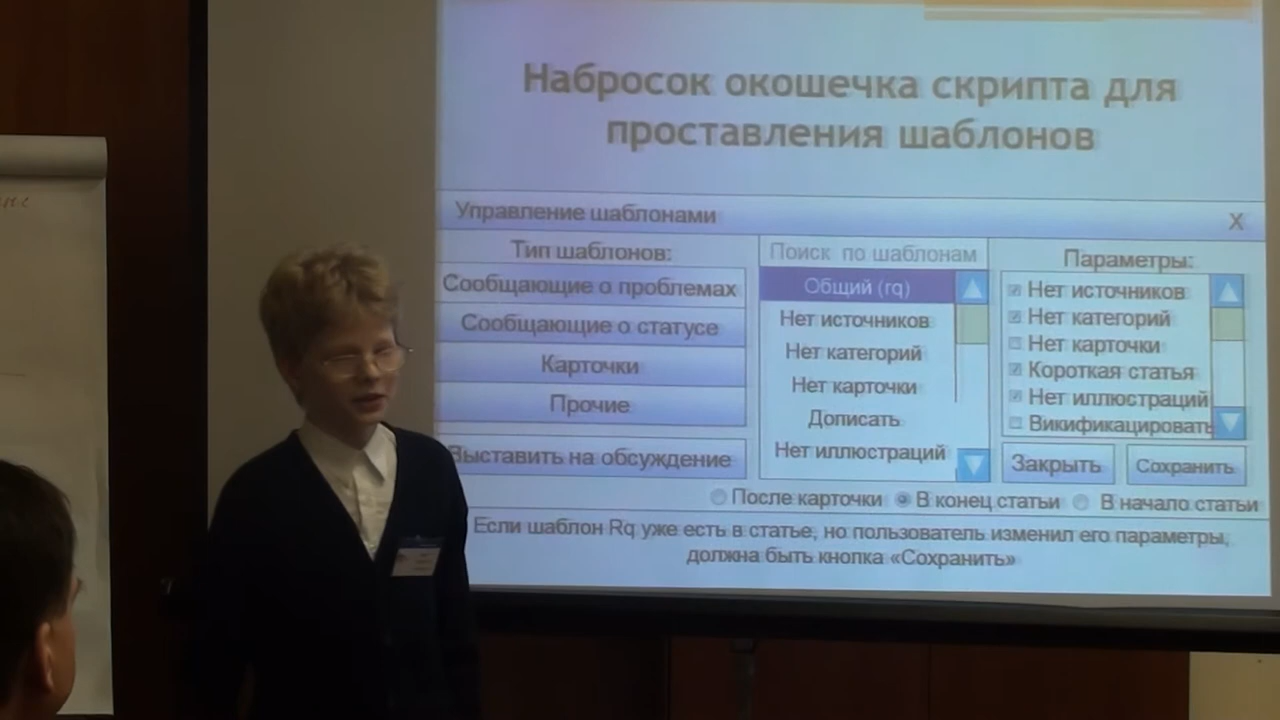 Набросок окошечка скрипта для
проставления шаблонов
Управление шаблонами X
Тип шаблонов:
Сообщающие о проблемах
Сообщающие о статусе
Карточки
Прочие
Выставить на обсуждение
Поиск по шаблонам
Общий (rq)
Нет источников
Нет категорий
Нет карточки
Дописать
Нет иллюстраций
Параметры:
Нет источников
Нет категорий
Нет карточки
Короткая статья
Нет иллюстраций
Викификацировать
Закрыть Сохранить
После карточки В конец статьи В начало статьи
Если шаблон Rq уже есть в статье, но пользователь изменил его параметры,
должна быть кнопка «Сохранить»